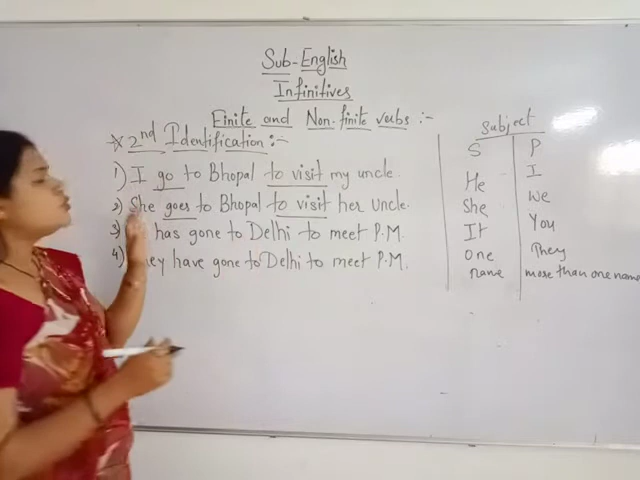 Sub-English
Infinitives
Finite and Non-finite verbs :-
* 2nd Identification :-
1) I go to Bhopal to visit my uncle.
2) She goes to Bhopal to visit her Uncle.
3) has gone to Delhi to meet P.M.
4) hey have gone to Delhi to meet P.M.
Subject
S P
He I
She We
It You
One They
name more than one name